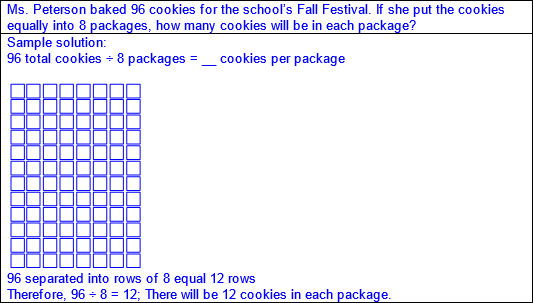 Ms. Peterson baked 96 cookies for the school's Fall Festival. If she put the cookies
equally into 8 packages, how many cookies will be in each package?
Sample solution:
96 total cookies ÷ 8 packages = __ cookies per package
96 separated into rows of 8 equal 12 rows
Therefore, 96 ÷ 8 = 12; There will be 12 cookies in each package.